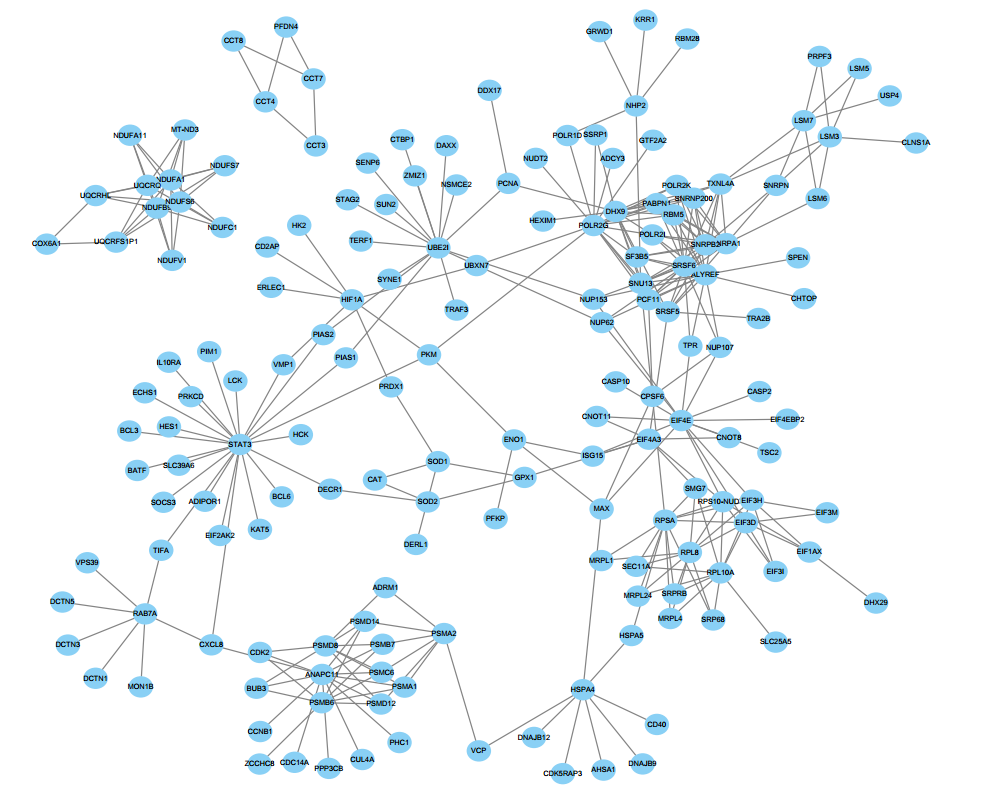 PFDN4
KRR1
CCT8
GRWD1
RBM28
PRPF3
LSM5
CCT7
DDX17
USP4
CCT4
NHP2
LSM7
MT-ND3
NDUFA11
POLR1D
SSRP1
LSM3
CTBP1
GTF2A2
CLNS1A
CCT3
DAXX
SENP6
NUDT2
ADCY3
NDUFS7
ZMIZ1
NDUFA1
UQCRQ
NSMCE2
PCNA
POLR2K
TXNL4A
SNRPN
UQCRH
STAG2
SNRNP200
LSM6
NDUFS6
SUN2
PABPN1
NDUFC1
HK2
HEXIM1
DHX9
RBM5
POLR2G
TERF1
POLR2I
COX6A1
UQCRFS1P1
CD2AP
UBE2I
SNRPB2
SF3B5
SPEN
NDUFV1
UBXN7
SRSF6
ALYREF
SYNE1
ERLEC1
SNU13
HIF1A
NUP153
PCF11
CHTOP
TRAF3
SRSF5
TRA2B
NUP62
PIAS2
TPR
NUP107
PIM1
PKM
IL10RA
VMP1
PIAS1
LCK
CASP10
PRDX1
ECHS1
PRKCD
CPSF6
CASP2
CNOT11
EIF4E
EIF4EBP2
BCL3
HES1
HCK
STAT3
ENO1
EIF4A3
CNOT8
TSC2
ISG15
SLC39A6
SOD1
BATF
CAT
GPX1
SMG7
DECR1
BCL6
SOCS3
ADIPOR1
SOD2
EIF3H
MAX
EIF3M
PFKP
RPSA
EIF3D
KAT5
EIF2AK2
DERL1
TIFA
RPL8
EIF1AX
MRPL1
VPS39
SEC11A
RPL10A
EIF3I
ADRM1
SRPRB
MRPL24
DCTN5
DHX29
RAB7A
MRPL4
SRP68
PSMD14
PSMA2
HSPA5
DCTN3
CXCL8
PSMD8
PSMB7
SLC25A5
CDK2
ANAPC11
PSMC6
DCTN1
MON1B
BUB3
PSMA1
HSPA4
PSMB6
PSMD12
CD40
CCNB1
DNAJB12
PHC1
VCP
CUL4A
ZCCHC8
CDC14A
PPP3CB
CDK5RAP3
AHSA1
DNAJB9